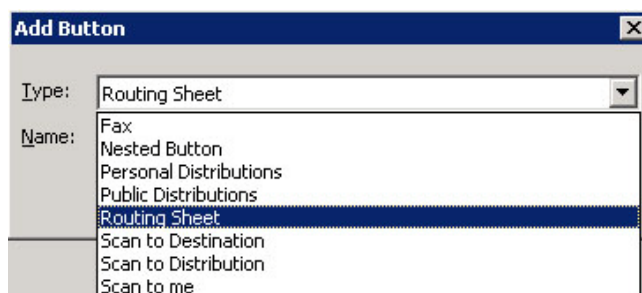 Add Button
Type: Routing Sheet
Name:
Fax
Nested Button
Personal Distributions
Public Distributions
Routing Sheet
Scan to Destination
Scan to Distribution
Scan to me